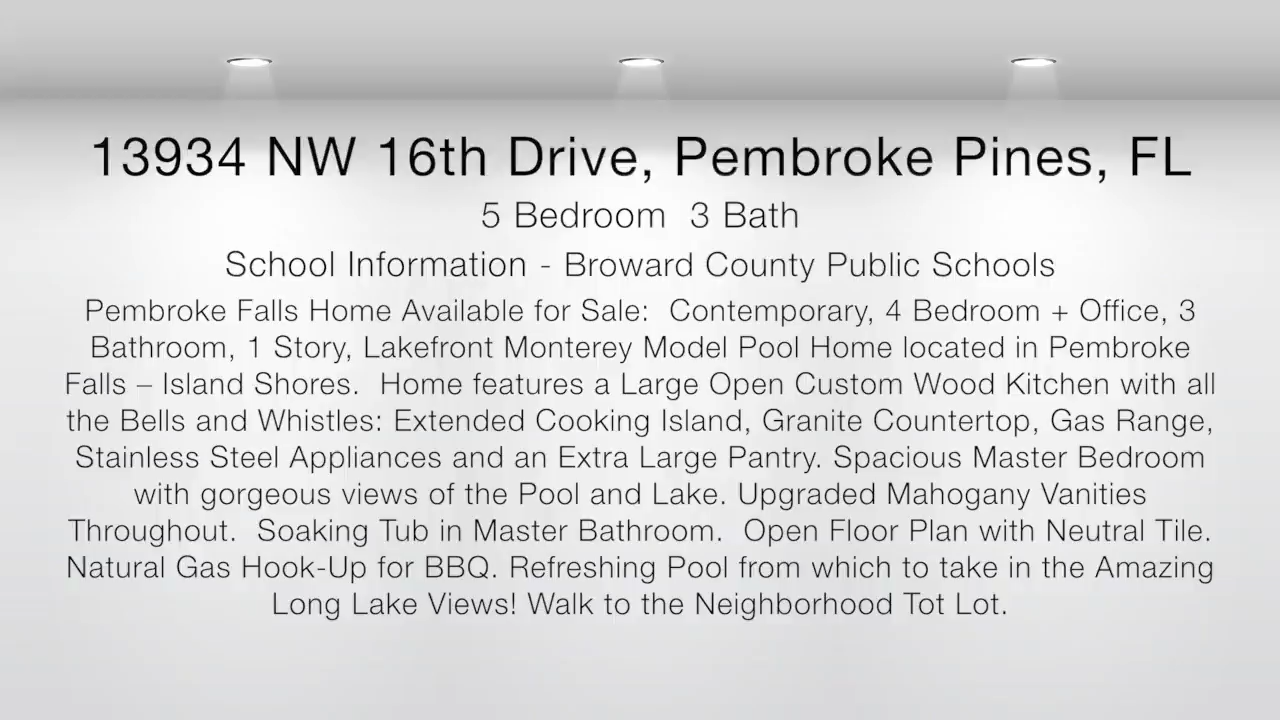 13934 NW 16th Drive, Pembroke Pines, FL
5 Bedroom  3 Bath
School Information - Broward County Public Schools
Pembroke Falls Home Available for Sale:  Contemporary, 4 Bedroom + Office, 3
Bathroom, 1 Story, Lakefront Monterey Model Pool Home located in Pembroke
Falls – Island Shores.  Home features a Large Open Custom Wood Kitchen with all
the Bells and Whistles: Extended Cooking Island, Granite Countertop, Gas Range,
Stainless Steel Appliances and an Extra Large Pantry. Spacious Master Bedroom
with gorgeous views of the Pool and Lake. Upgraded Mahogany Vanities
Throughout.  Soaking Tub in Master Bathroom.  Open Floor Plan with Neutral Tile.
Natural Gas Hook-Up for BBQ. Refreshing Pool from which to take in the Amazing
Long Lake Views! Walk to the Neighborhood Tot Lot.